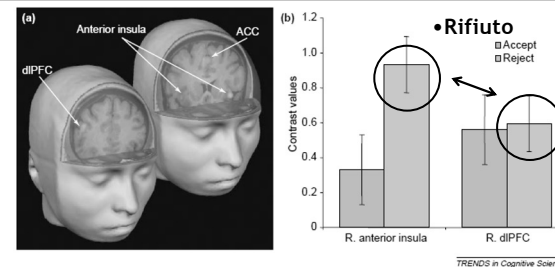 (a)
Anterior insula
ACC
dlPFC
(b)
•Rifiuto
Accept
Reject
Contrast values
1.2
1.0
0.8
0.6
0.4
0.2
0
R. anterior insula
R. dlPFC
TRENDS in Cognitive Scien